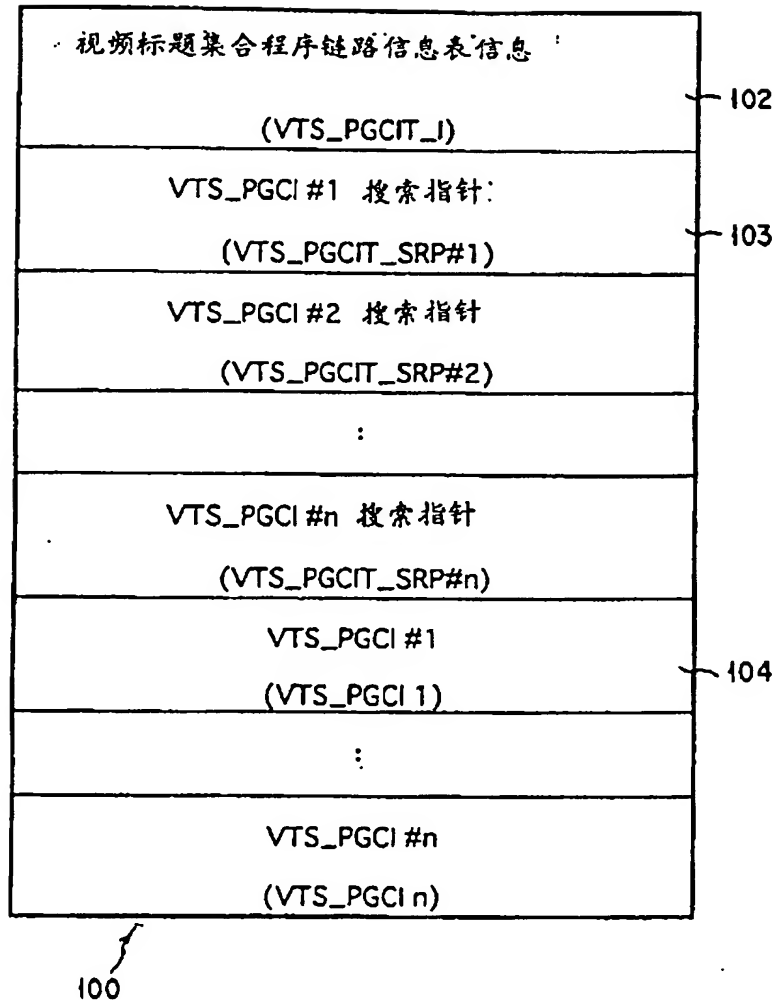 视频标题集合程序链路信息表信息
102
(VTS_PGCIT_I)
VTS_PGCI #1 搜索指针
103
(VTS_PGCIT_SRP#1)
VTS_PGCI #2 搜索指针
(VTS_PGCIT_SRP#2)
:
VTS_PGCI #n 搜索指针
(VTS_PGCIT_SRP#n)
VTS_PGCI #1
104
(VTS_PGCI 1)
:
VTS_PGCI #n
(VTS_PGCI n)
100